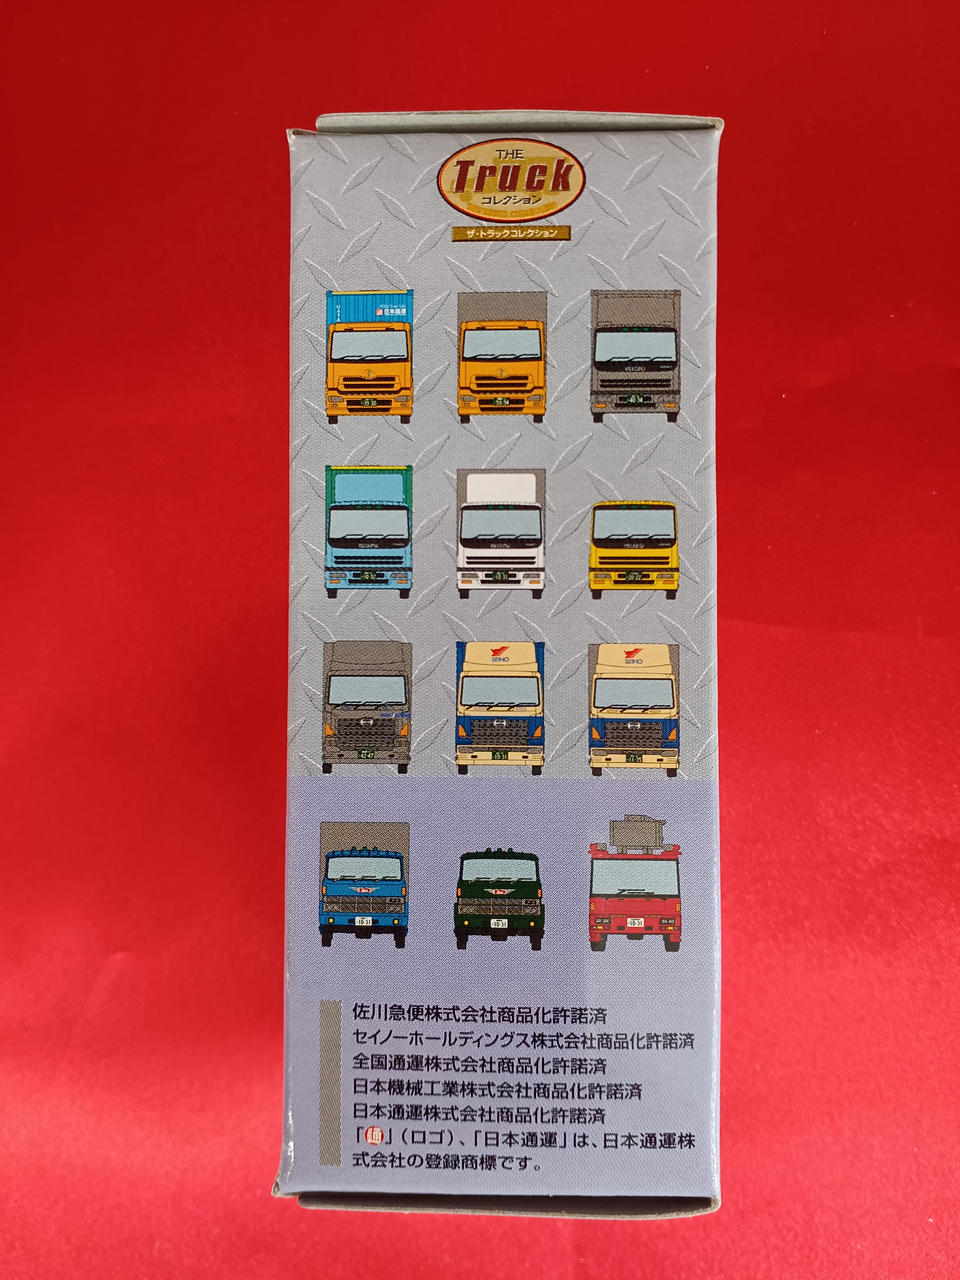 THE
Truck
コレクション
ザ・トラックコレクション
日本通運
SEINO
SEINO
佐川急便株式会社商品化許諾済
セイノーホールディングス株式会社商品化許諾済
全国通運株式会社商品化許諾済
日本機械工業株式会社商品化許諾済
日本通運株式会社商品化許諾済
「通」(ロゴ)、「日本通運」は、日本通運株
式会社の登録商標です。